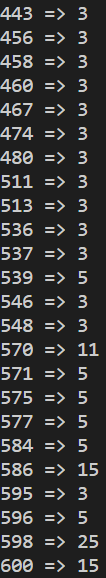 443 => 3
456 => 3
458 => 3
460 => 3
467 => 3
474 => 3
480 => 3
511 => 3
513 => 3
536 => 3
537 => 3
539 => 5
546 => 3
548 => 3
570 => 11
571 => 5
575 => 5
577 => 5
584 => 5
586 => 15
595 => 3
596 => 5
598 => 25
600 => 15